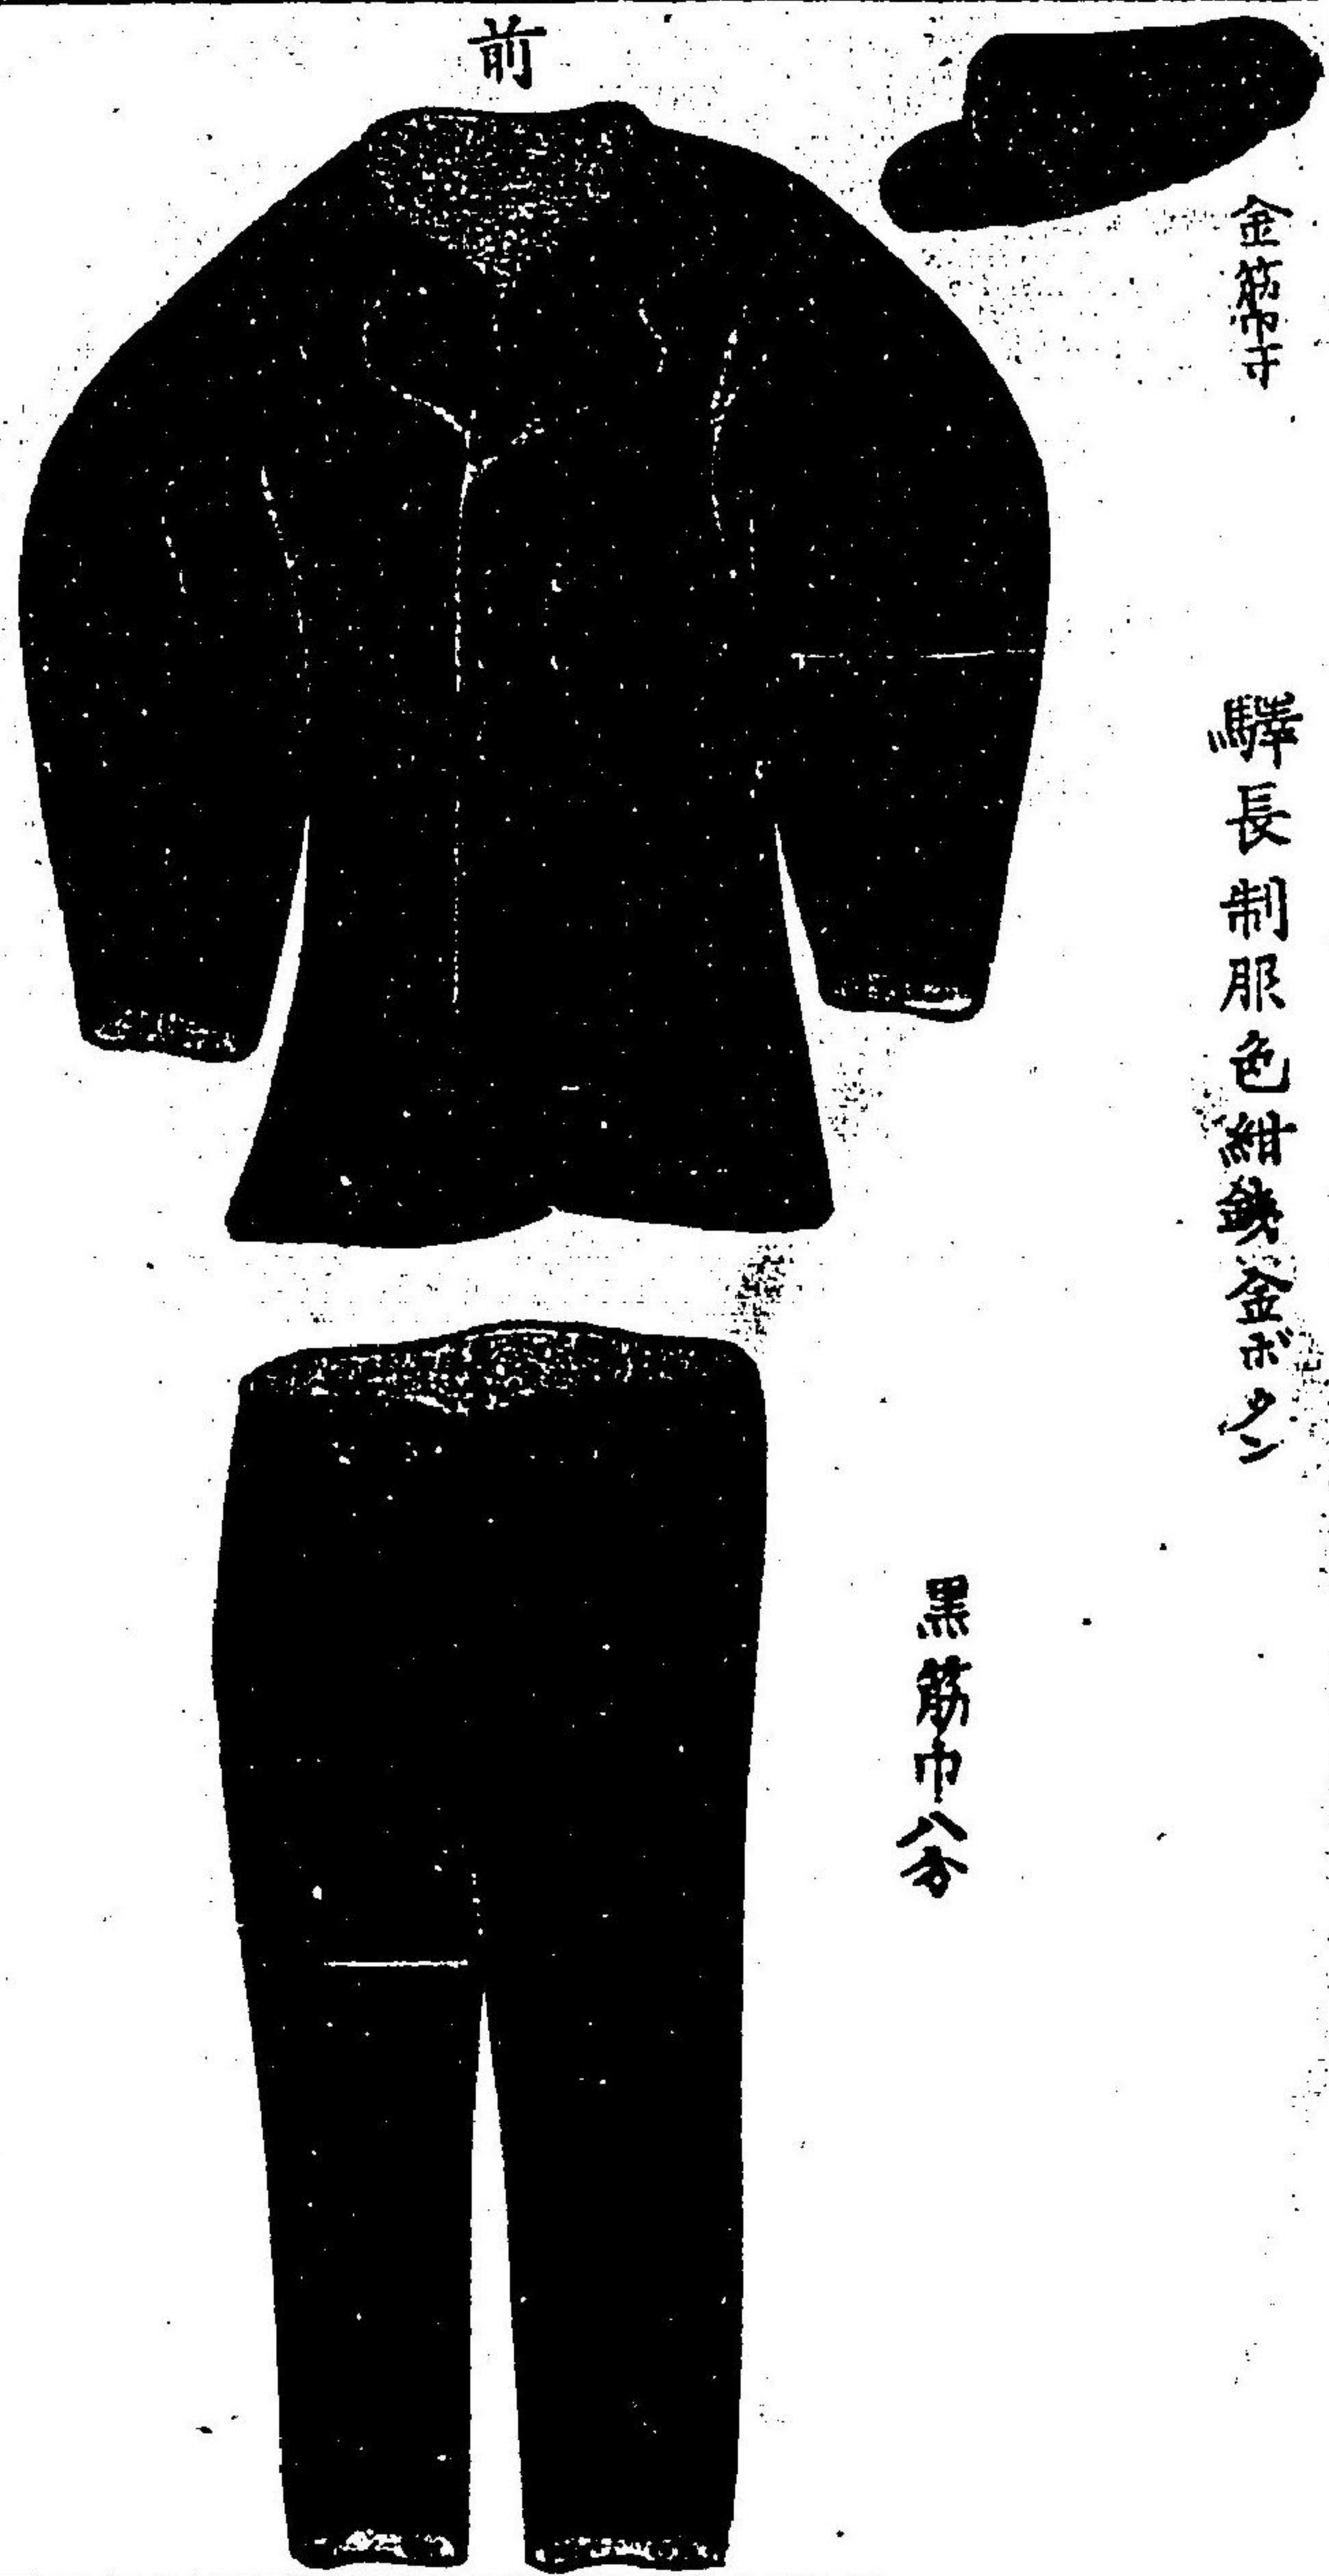 前
金筋巾寸
驛長制服色紺鈕金ボタン
黒筋巾八分